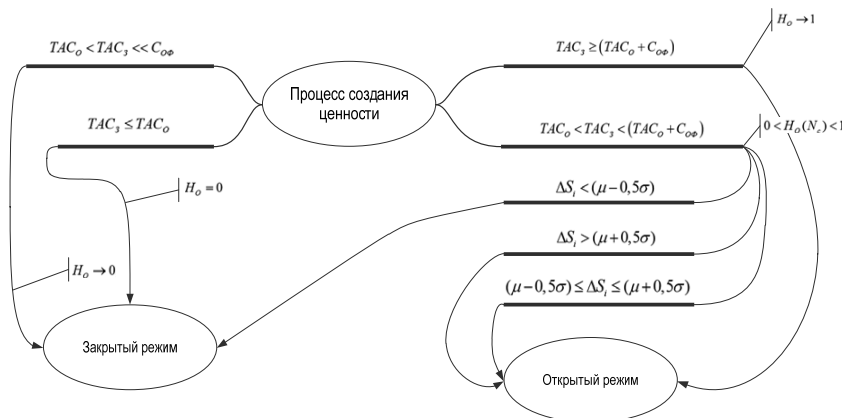 H_O → 1
TAC_O < TAC_З << C_ОФ
TAC_З ≥ (TAC_O + C_ОФ)
Процесс создания
ценности
TAC_З ≤ TAC_O
TAC_O < TAC_З < (TAC_O + C_ОФ)
0 < H_O(N_c) < 1
H_O = 0
ΔS_i < (μ − 0,5σ)
ΔS_i > (μ + 0,5σ)
H_O → 0
(μ − 0,5σ) ≤ ΔS_i ≤ (μ + 0,5σ)
Закрытый режим
Открытый режим